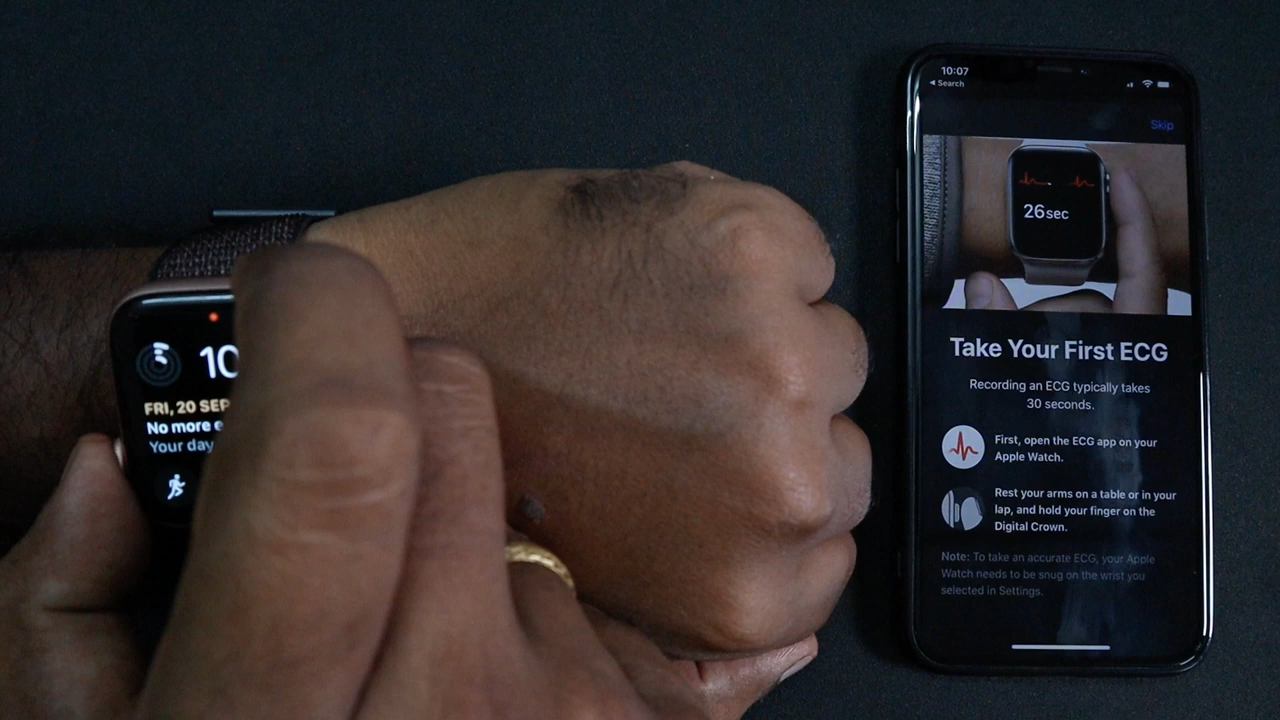 10
FRI, 20 SEP
No more e
Your day
10:07
Search
Skip
26sec
Take Your First ECG
Recording an ECG typically takes
30 seconds.
First, open the ECG app on your
Apple Watch.
Rest your arms on a table or in your
lap, and hold your finger on the
Digital Crown.
Note: To take an accurate ECG, your Apple
Watch needs to be snug on the wrist you
selected in Settings.